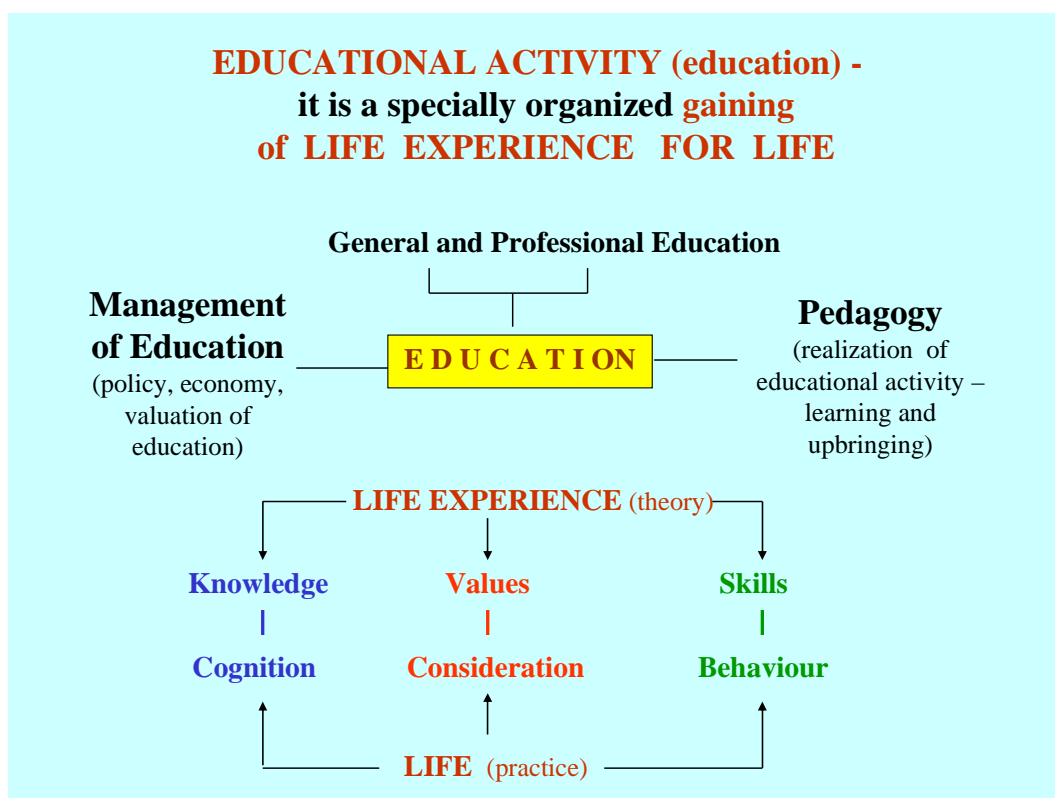 EDUCATIONAL ACTIVITY (education) -
it is a specially organized gaining
of LIFE EXPERIENCE FOR LIFE
General and Professional Education
Management
of Education
(policy, economy,
valuation of
education)
E D U C A T I ON
Pedagogy
(realization of
educational activity –
learning and
upbringing)
LIFE EXPERIENCE (theory)
Knowledge
Values
Skills
Cognition
Consideration
Behaviour
LIFE (practice)